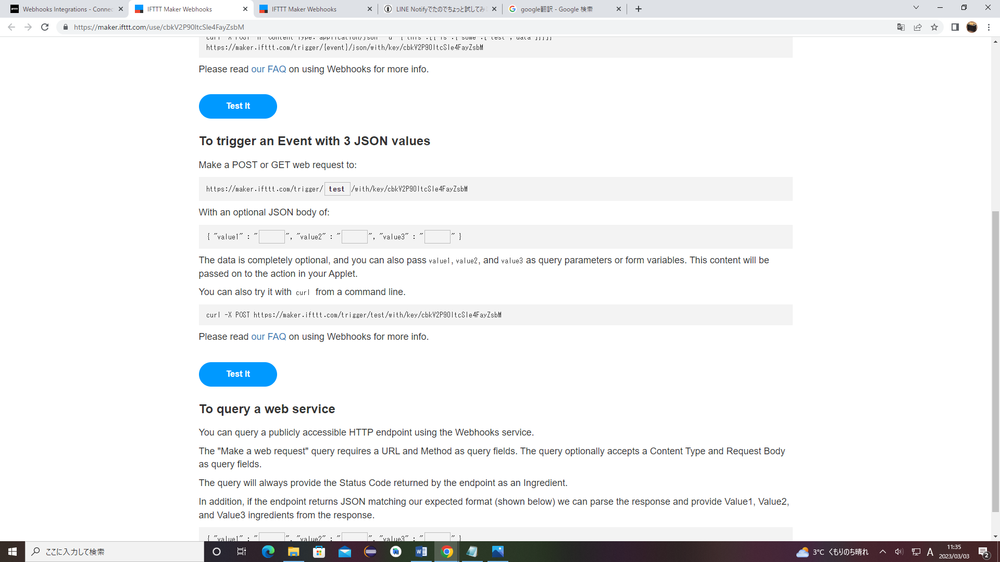 Webhooks Integrations - Connec
IFTTT Maker Webhooks
IFTTT Maker Webhooks
LINE Notifyでたのでちょっと試してみ
google翻訳 - Google 検索
https://maker.ifttt.com/use/cbkV2P90ltcSle4FayZsbM
https://maker.ifttt.com/trigger/{event}/json/with/key/cbkV2P90ltcSle4FayZsbM
Please read our FAQ on using Webhooks for more info.
Test It
To trigger an Event with 3 JSON values
Make a POST or GET web request to:
https://maker.ifttt.com/trigger/ test /with/key/cbkV2P90ltcSle4FayZsbM
With an optional JSON body of:
{ "value1" : "", "value2" : "", "value3" : "" }
The data is completely optional, and you can also pass value1, value2, and value3 as query parameters or form variables. This content will be
passed on to the action in your Applet.
You can also try it with curl from a command line.
curl -X POST https://maker.ifttt.com/trigger/test/with/key/cbkV2P90ltcSle4FayZsbM
Please read our FAQ on using Webhooks for more info.
Test It
To query a web service
You can query a publicly accessible HTTP endpoint using the Webhooks service.
The "Make a web request" query requires a URL and Method as query fields. The query optionally accepts a Content Type and Request Body
as query fields.
The query will always provide the Status Code returned by the endpoint as an Ingredient.
In addition, if the endpoint returns JSON matching our expected format (shown below) we can parse the response and provide Value1, Value2,
and Value3 ingredients from the response.
{ "value1" : "", "value2" : "", "value3" : "" }
ここに入力して検索
3°C くもりのち晴れ
A
11:35
2023/03/03
2